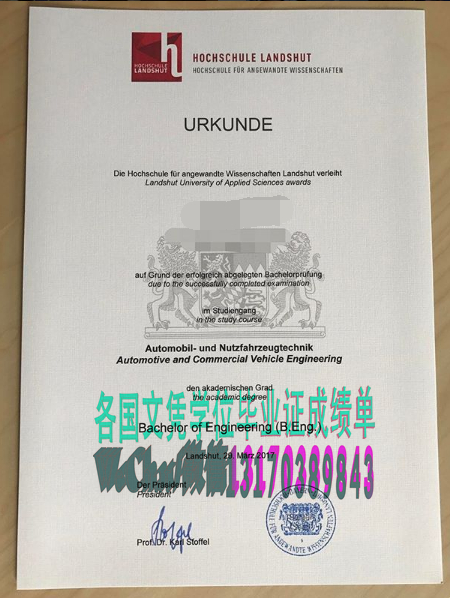 HOCHSCHULE
LANDSHUT
HOCHSCHULE LANDSHUT
HOCHSCHULE FÜR ANGEWANDTE WISSENSCHAFTEN
URKUNDE
Die Hochschule für angewandte Wissenschaften Landshut verleiht
Landshut University of Applied Sciences awards
auf Grund der erfolgreich abgelegten Bachelorprüfung
due to the successfully completed examination
im Studiengang
in the study course
Automobil- und Nutzfahrzeugtechnik
Automotive and Commercial Vehicle Engineering
den akademischen Grad
the academic degree
各国文凭学位毕业证成绩单
Bachelor of Engineering (B.Eng.)
Landshut, 29. März 2017
13170389843
Der Präsident
President
Prof. Dr. Karl Stoffel
ANGEWANDTE WISSENSCHAFTEN